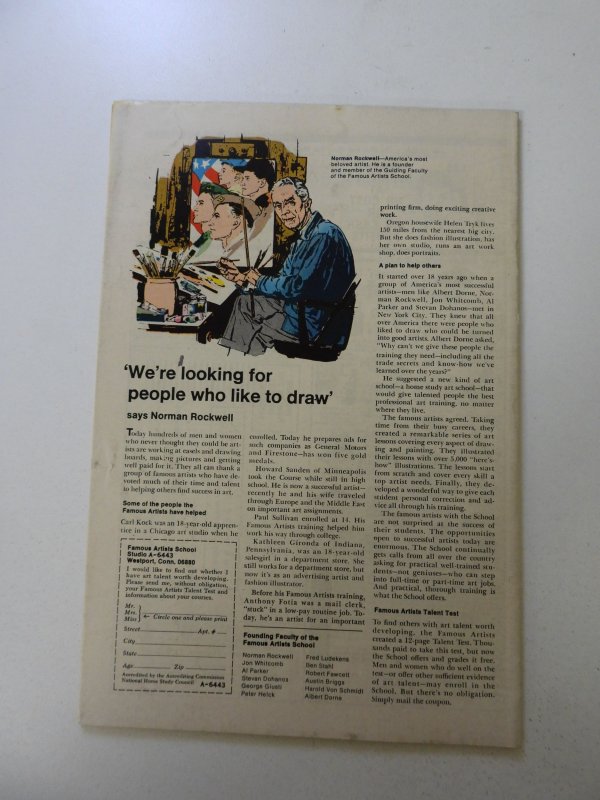 Norman Rockwell—America's most
beloved artist. He is a founder
and member of the Guiding Faculty
of the Famous Artists School.
'We're looking for
people who like to draw'
says Norman Rockwell
Today hundreds of men and women
who never thought they could be art-
ists are working at easels and drawing
boards, making pictures and getting
well paid for it. They all can thank a
group of famous artists who have de-
voted much of their time and talent
to helping others find success in art.
Some of the people the
Famous Artists have helped
Carl Kock was an 18-year-old appren-
tice in a Chicago art studio when he
Famous Artists School
Studio A-6443
Westport, Conn. 06880
I would like to find out whether I
have art talent worth developing.
Please send me, without obligation,
your Famous Artists Talent Test and
information about your courses.
Mr.
Mrs.
Miss
Circle one and please print
Street Apt. #
City
State
Age Zip
Accredited by the Accrediting Commission
National Home Study Council A-6443
enrolled. Today he prepares ads for
such companies as General Motors
and Firestone—has won five gold
medals.
Howard Sanden of Minneapolis
took the Course while still in high
school. He is now a successful artist—
recently he and his wife traveled
through Europe and the Middle East
on important art assignments.
Paul Sullivan enrolled at 14. His
Famous Artists training helped him
work his way through college.
Kathleen Gironda of Indiana,
Pennsylvania, was an 18-year-old
salesgirl in a department store. She
still works for a department store, but
now it's as an advertising artist and
fashion illustrator.
Before his Famous Artists training,
Anthony Fotia was a mail clerk,
"stuck" in a low-pay routine job. To-
day, he's an artist for an important
Founding Faculty of the
Famous Artists School
Norman Rockwell
Jon Whitcomb
Al Parker
Stevan Dohanos
George Giusti
Peter Helck
Fred Ludekens
Ben Stahl
Robert Fawcett
Austin Briggs
Harold Von Schmidt
Albert Dorne
printing firm, doing exciting creative
work.
Oregon housewife Helen Tryk lives
150 miles from the nearest big city.
But she does fashion illustration, has
her own studio, runs an art work
shop, does portraits.
A plan to help others
It started over 18 years ago when a
group of America's most successful
artists—men like Albert Dorne, Nor-
man Rockwell, Jon Whitcomb, Al
Parker and Stevan Dohanos—met in
New York City. They knew that all
over America there were people who
liked to draw who could be turned
into good artists. Albert Dorne asked,
"Why can't we give these people the
training they need—including all the
trade secrets and know-how we've
learned over the years?"
He suggested a new kind of art
school—a home study art school—that
would give talented people the best
professional art training, no matter
where they live.
The famous artists agreed. Taking
time from their busy careers, they
created a remarkable series of art
lessons covering every aspect of draw-
ing and painting. They illustrated
their lessons with over 5,000 "here's-
how" illustrations. The lessons start
from scratch and cover every skill a
top artist needs. Finally, they de-
veloped a wonderful way to give each
student personal correction and ad-
vice all through his training.
The famous artists with the School
are not surprised at the success of
their students. The opportunities
open to successful artists today are
enormous. The School continually
gets calls from all over the country
asking for practical well-trained stu-
dents—not geniuses—who can step
into full-time or part-time art jobs.
And practical, thorough training is
what the School offers.
Famous Artists Talent Test
To find others with art talent worth
developing, the Famous Artists
created a 12-page Talent Test. Thou-
sands paid to take this test, but now
the School offers and grades it free.
Men and women who do well on the
test—or offer other sufficient evidence
of art talent—may enroll in the
School. But there's no obligation.
Simply mail the coupon.